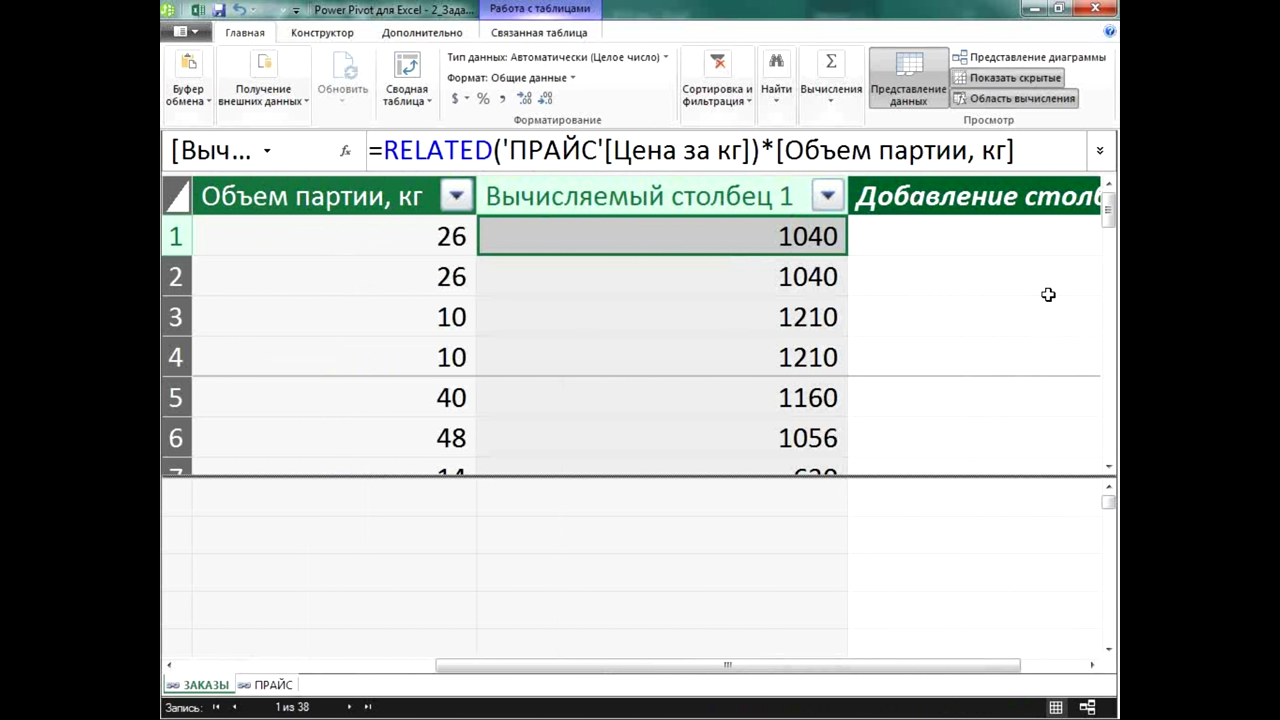 Power Pivot для Excel - 2_Зада...
Работа с таблицами
Главная
Конструктор
Дополнительно
Связанная таблица
Буфер обмена
Получение внешних данных
Обновить
Сводная таблица
Тип данных: Автоматически (Целое число)
Формат: Общие данные
$ % ,
Форматирование
Сортировка и фильтрация
Найти
Вычисления
Представление данных
Представление диаграммы
Показать скрытые
Область вычисления
Просмотр
[Выч... fx =RELATED('ПРАЙС'[Цена за кг])*[Объем партии, кг]
Объем партии, кг Вычисляемый столбец 1 Добавление столб
1 26 1040
2 26 1040
3 10 1210
4 10 1210
5 40 1160
6 48 1056
7 14 630
ЗАКАЗЫ ПРАЙС
Запись: 1 из 38